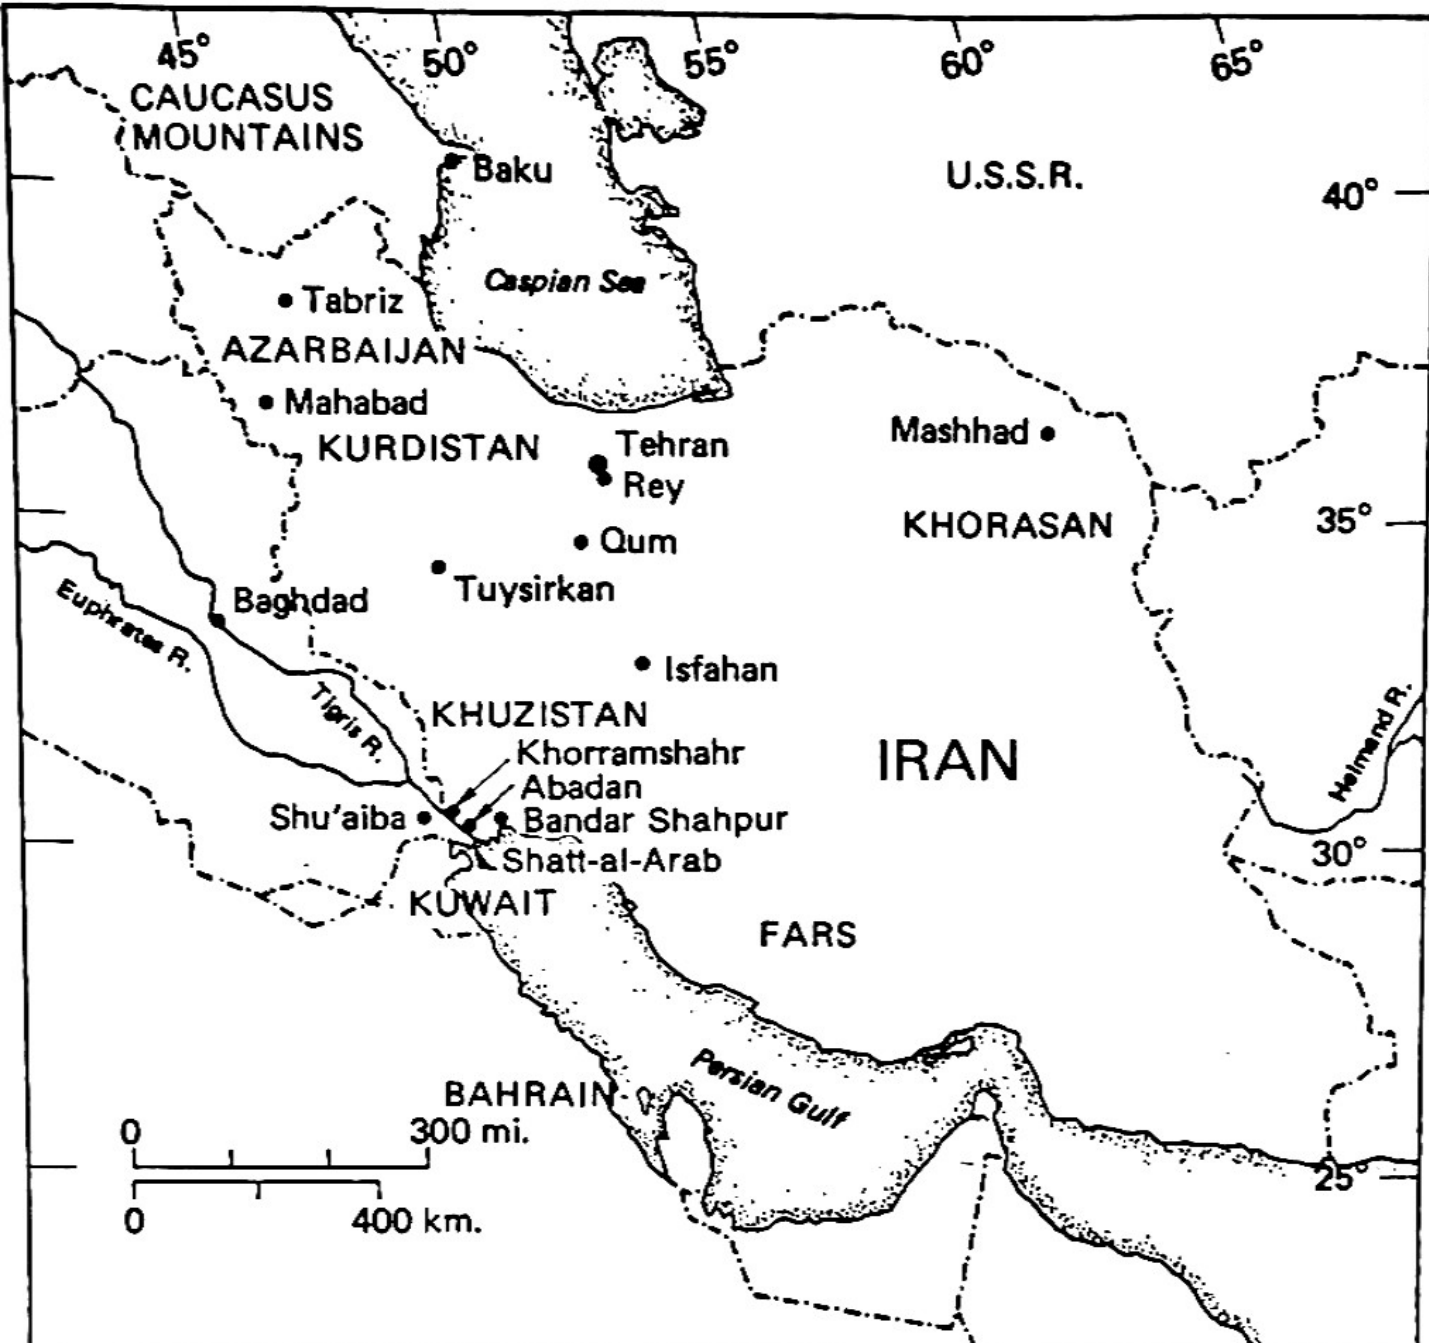 45°
50°
55°
60°
65°
CAUCASUS
MOUNTAINS
Baku
U.S.S.R.
40°
Caspian Sea
Tabriz
AZARBAIJAN
Mahabad
KURDISTAN
Tehran
Rey
Mashhad
KHORASAN
35°
Qum
Tuysirkan
Baghdad
Euphrates R.
Isfahan
Tigris R.
KHUZISTAN
Khorramshahr
IRAN
Helmand R.
Abadan
Shu'aiba
Bandar Shahpur
Shatt-al-Arab
30°
KUWAIT
FARS
Persian Gulf
BAHRAIN
0 300 mi.
25°
0 400 km.